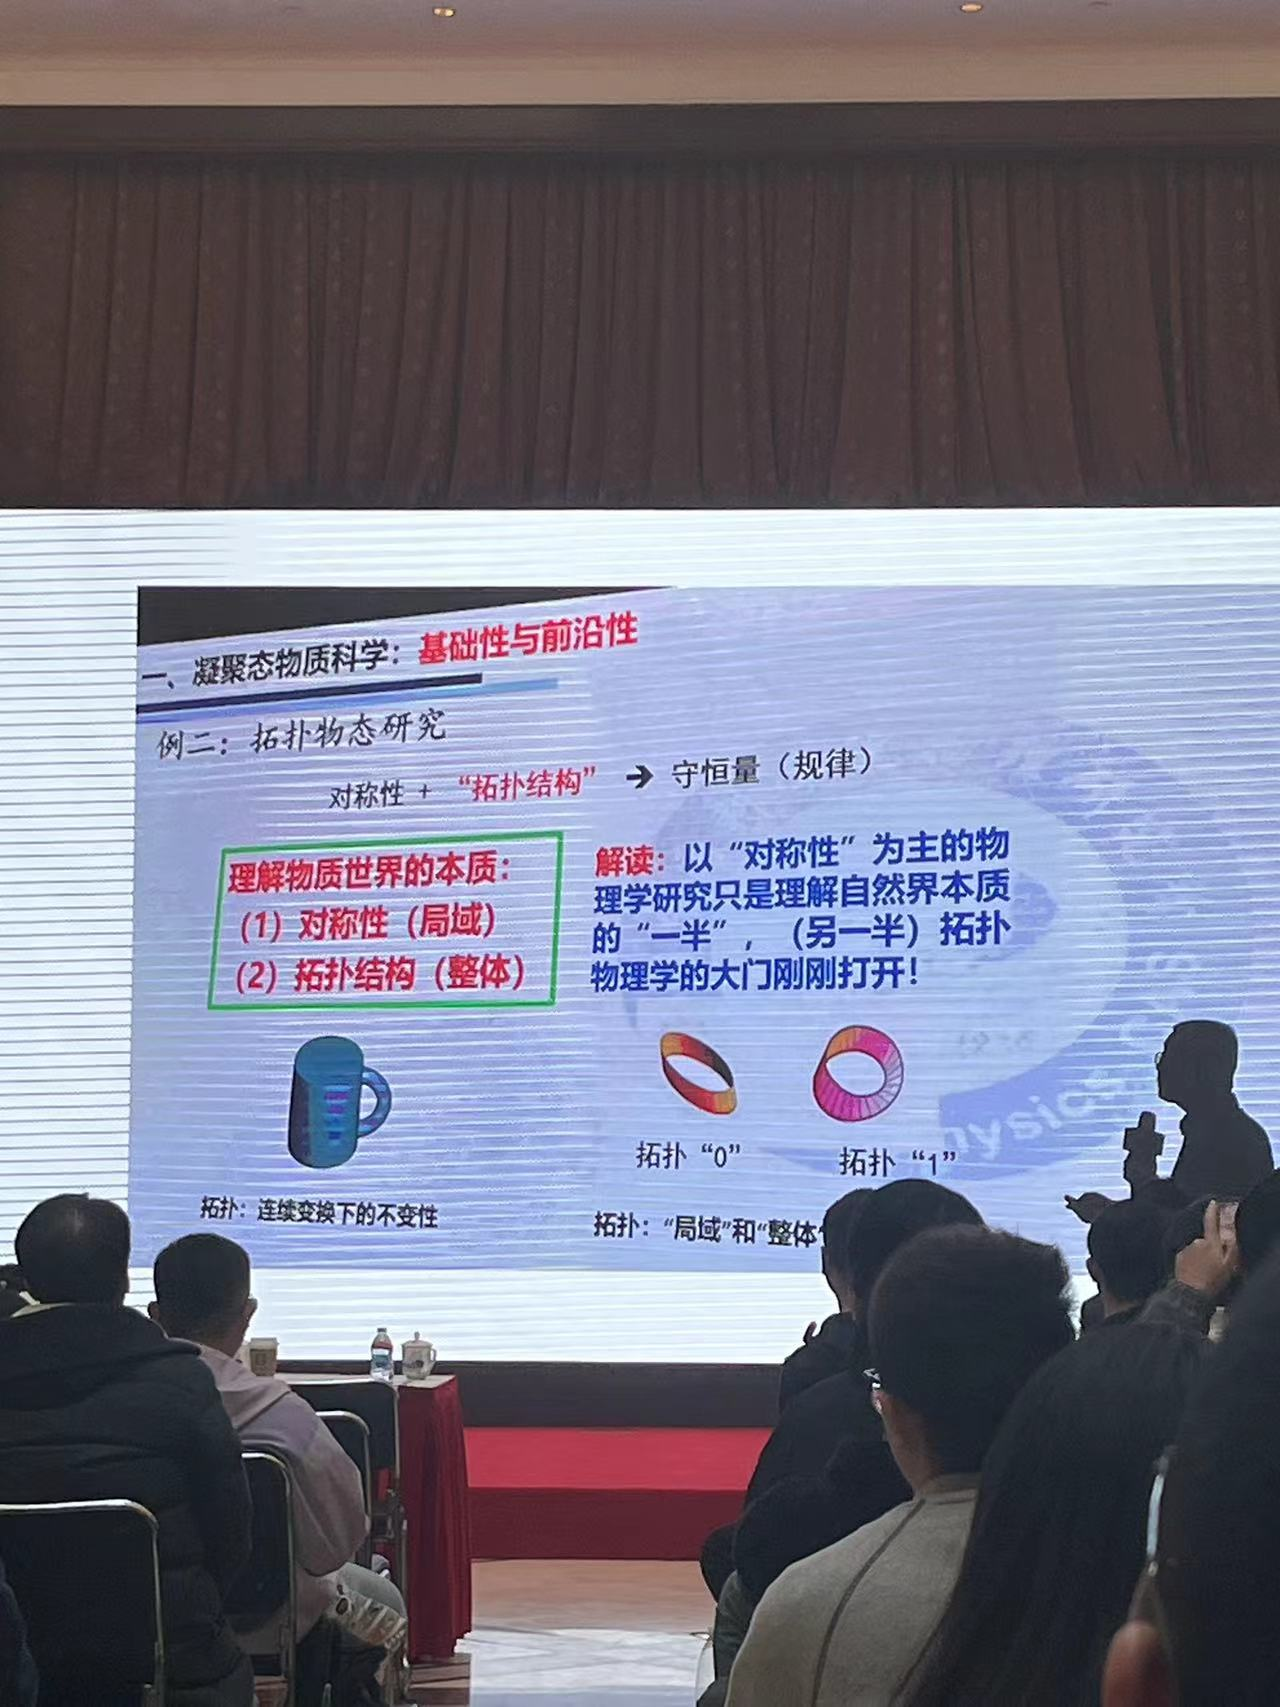 一、凝聚态物质科学：基础性与前沿性
例二：拓扑物态研究
对称性 + “拓扑结构” ➔ 守恒量（规律）
理解物质世界的本质：
（1）对称性（局域）
（2）拓扑结构（整体）
解读：以“对称性”为主的物
理学研究只是理解自然界本质
的“一半”，（另一半）拓扑
物理学的大门刚刚打开！
拓扑“0”
拓扑“1”
拓扑：连续变换下的不变性
拓扑：“局域”和“整体